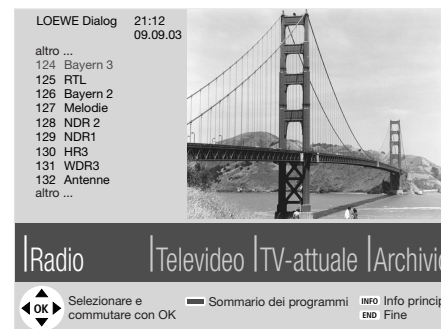 LOEWE Dialog 21:12
09.09.03
altro ...
124 Bayern 3
125 RTL
126 Bayern 2
127 Melodie
128 NDR 2
129 NDR1
130 HR3
131 WDR3
132 Antenne
altro ...
Radio Televideo TV-attuale Archivio
OK Selezionare e commutare con OK
Sommario dei programmi
INFO Info princip
END Fine